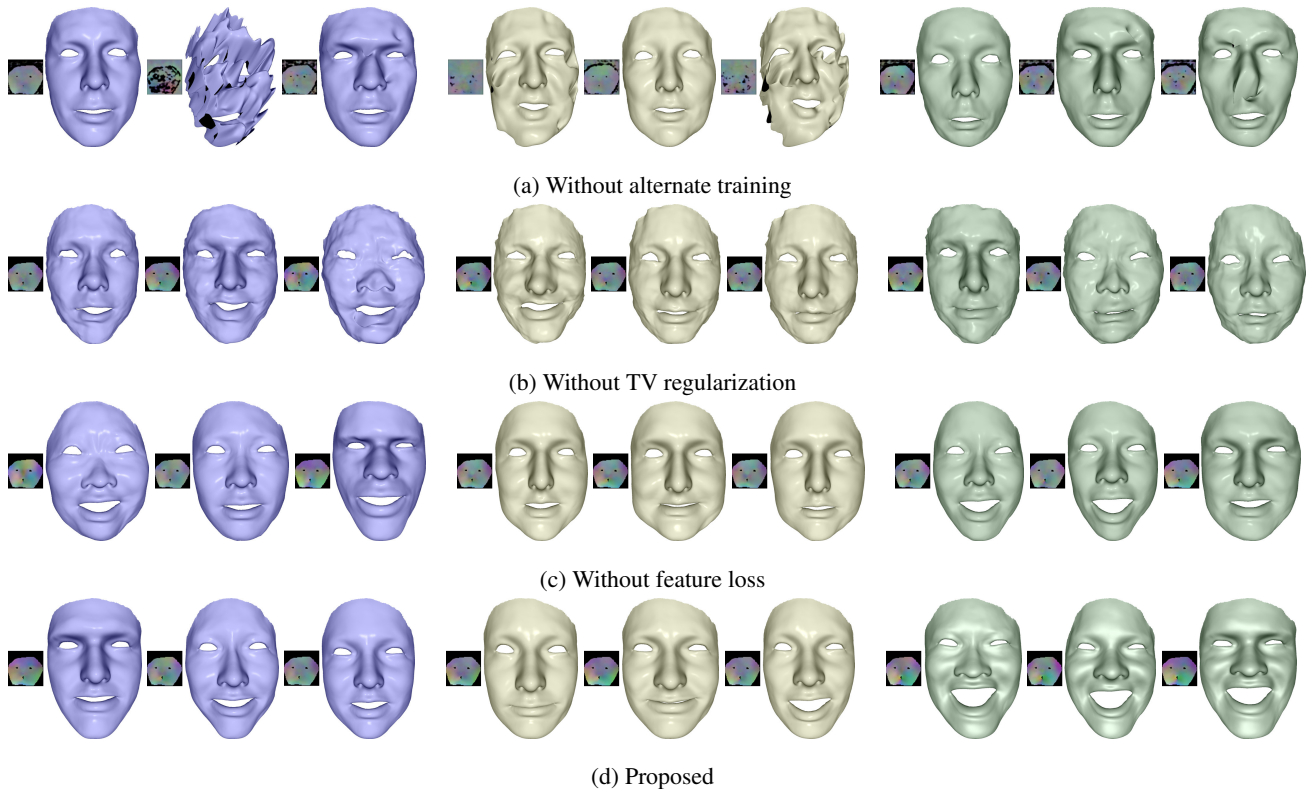 (a) Without alternate training
(b) Without TV regularization
(c) Without feature loss
(d) Proposed